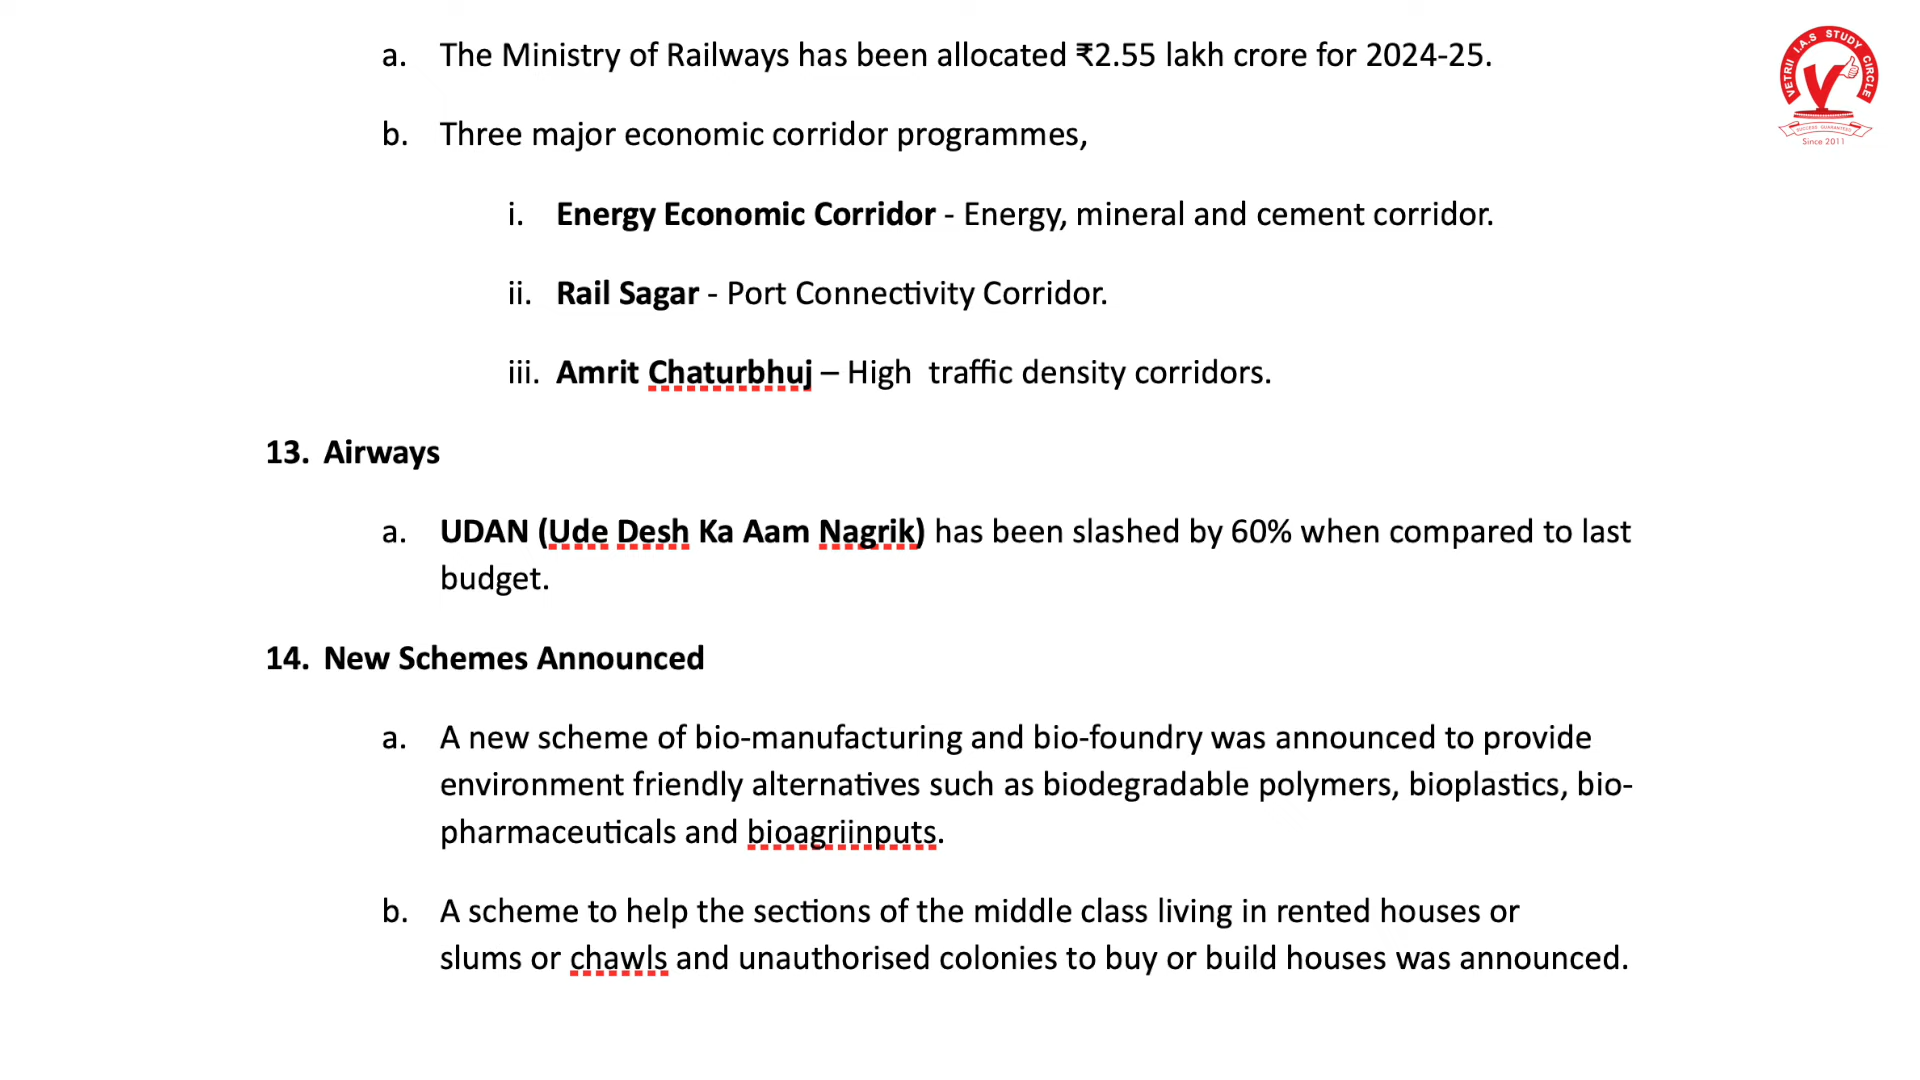 a. The Ministry of Railways has been allocated ₹2.55 lakh crore for 2024-25.
b. Three major economic corridor programmes,
i. Energy Economic Corridor - Energy, mineral and cement corridor.
ii. Rail Sagar - Port Connectivity Corridor.
iii. Amrit Chaturbhuj – High  traffic density corridors.
13. Airways
a. UDAN (Ude Desh Ka Aam Nagrik) has been slashed by 60% when compared to last
budget.
14. New Schemes Announced
a. A new scheme of bio-manufacturing and bio-foundry was announced to provide
environment friendly alternatives such as biodegradable polymers, bioplastics, bio-
pharmaceuticals and bioagriinputs.
b. A scheme to help the sections of the middle class living in rented houses or
slums or chawls and unauthorised colonies to buy or build houses was announced.
VETRII I.A.S STUDY CIRCLE
SUCCESS GUARANTEED
Since 2011